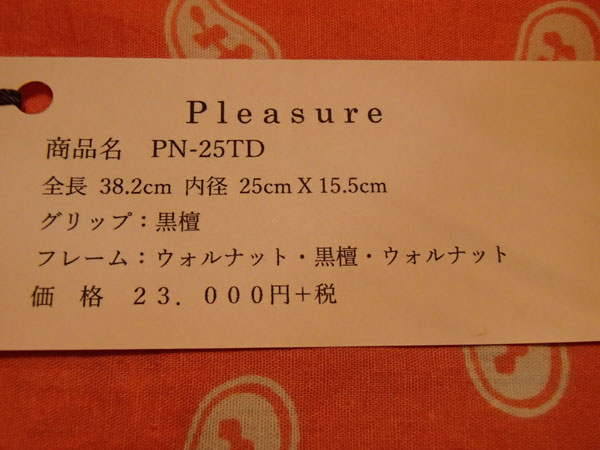 Pleasure
商品名 PN-25TD
全長 38.2cm 内径 25cm X 15.5cm
グリップ：黒檀
フレーム：ウォルナット・黒檀・ウォルナット
価 格 ２３．０００円＋税